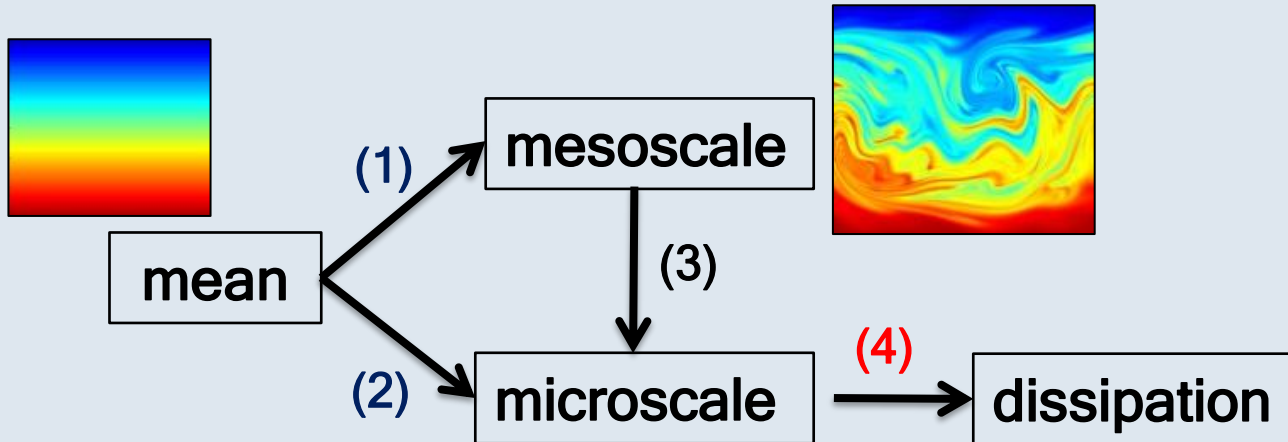 mesoscale
(1)
(3)
mean
(4)
(2)
microscale
dissipation